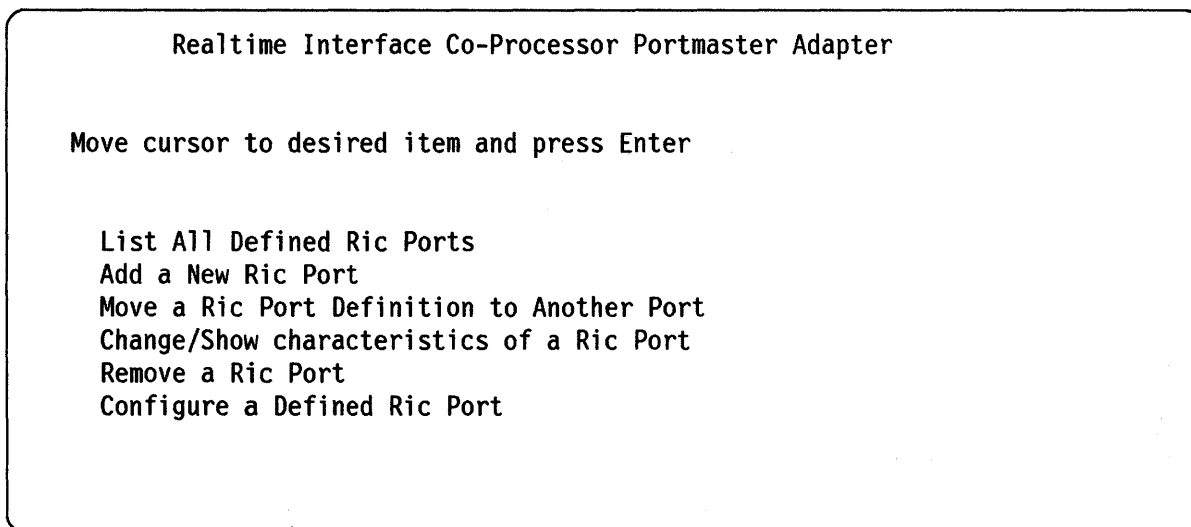 Realtime Interface Co-Processor Portmaster Adapter
Move cursor to desired item and press Enter
List All Defined Ric Ports
Add a New Ric Port
Move a Ric Port Definition to Another Port
Change/Show characteristics of a Ric Port
Remove a Ric Port
Configure a Defined Ric Port